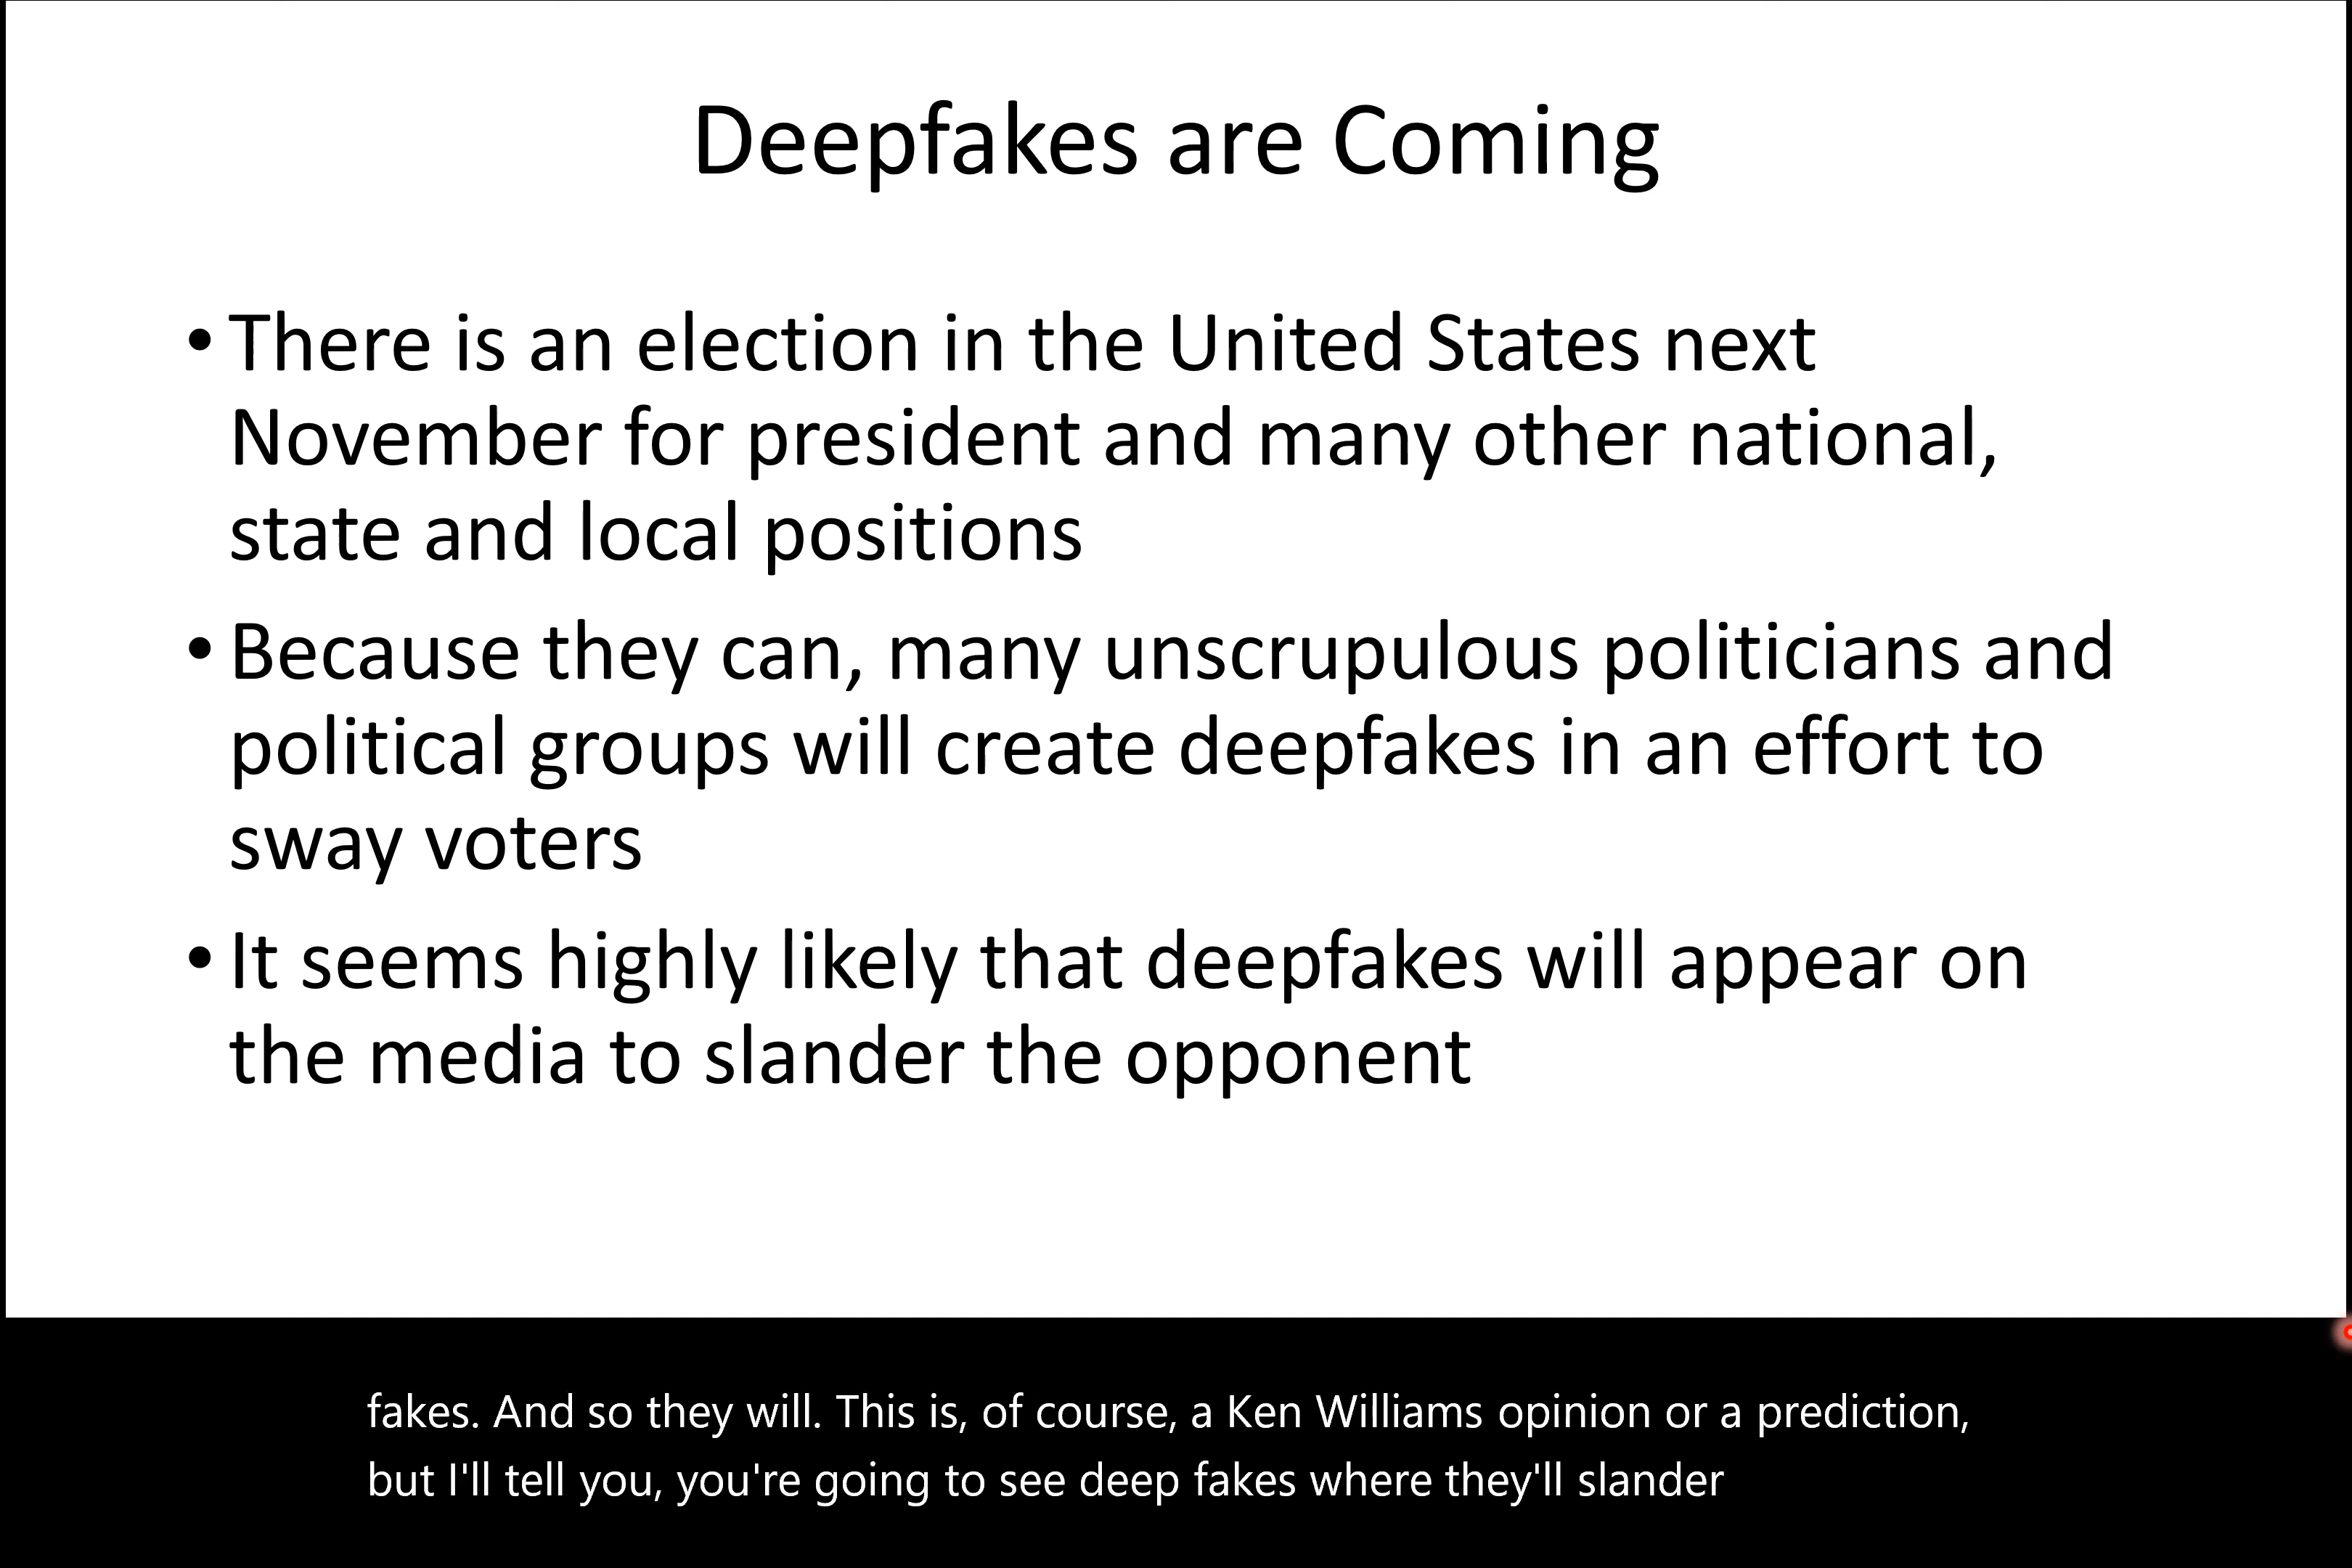 Deepfakes are Coming
• There is an election in the United States next
November for president and many other national,
state and local positions
• Because they can, many unscrupulous politicians and
political groups will create deepfakes in an effort to
sway voters
• It seems highly likely that deepfakes will appear on
the media to slander the opponent
fakes. And so they will. This is, of course, a Ken Williams opinion or a prediction,
but I'll tell you, you're going to see deep fakes where they'll slander